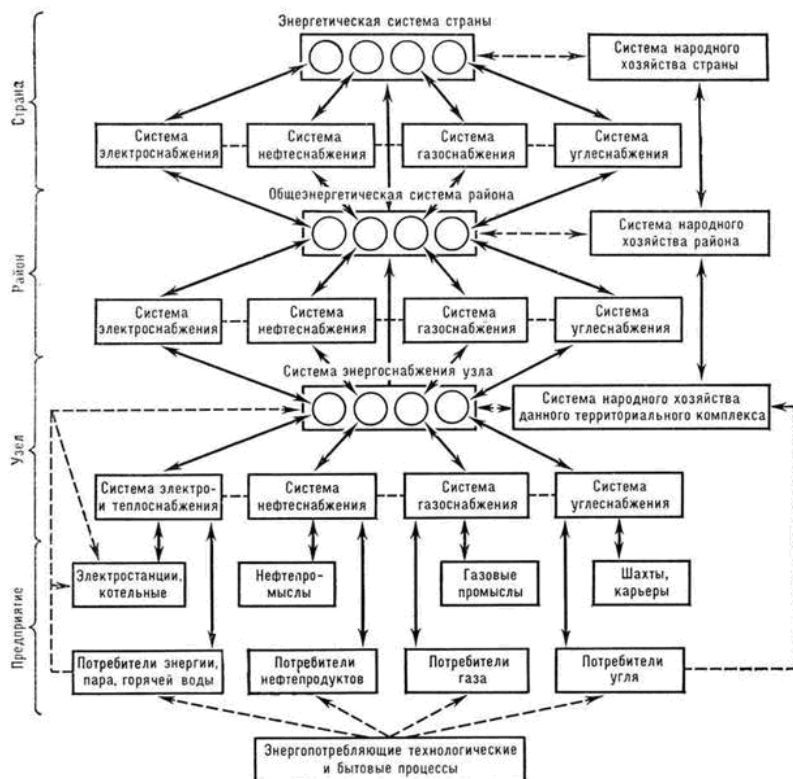 Энергетическая система страны
Система народного
хозяйства страны
Страна
Система
электроснабжения
Система
нефтеснабжения
Система
газоснабжения
Система
углеснабжения
Общеэнергетическая система района
Система народного
хозяйства района
Район
Система
электроснабжения
Система
нефтеснабжения
Система
газоснабжения
Система
углеснабжения
Система энергоснабжения узла
Система народного хозяйства
данного территориального комплекса
Узел
Система электро-
и теплоснабжения
Система
нефтеснабжения
Система
газоснабжения
Система
углеснабжения
Предприятие
Электростанции,
котельные
Нефтепро-
мыслы
Газовые
промыслы
Шахты,
карьеры
Потребители энергии,
пара, горячей воды
Потребители
нефтепродуктов
Потребители
газа
Потребители
угля
Энергопотребляющие технологические
и бытовые процессы